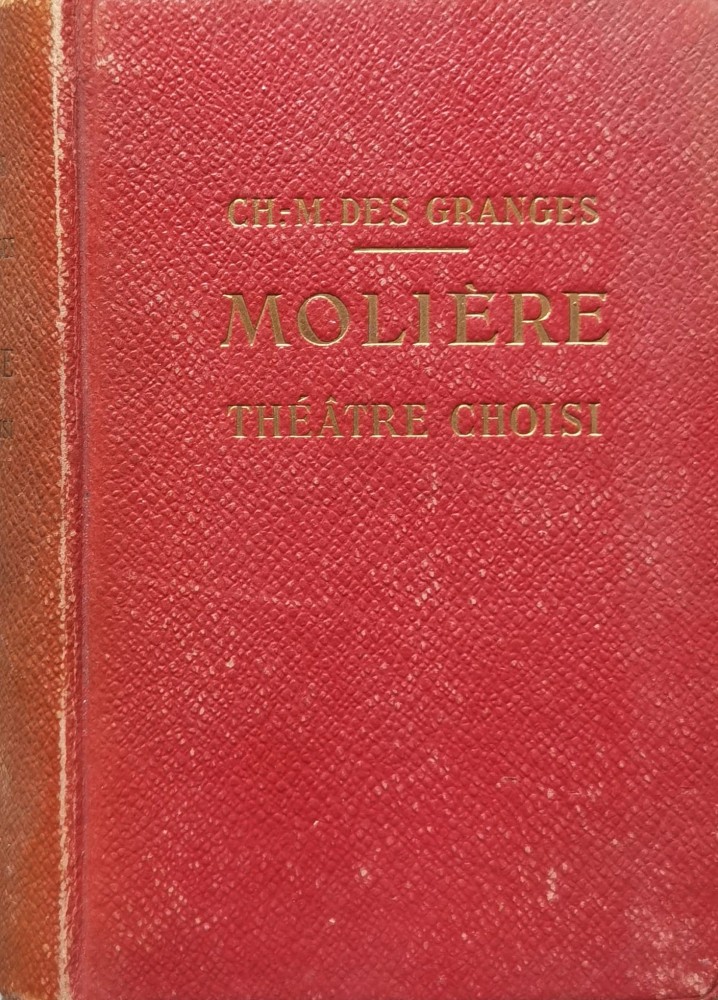 CH.-M. DES GRANGES
MOLIÈRE
THÉÂTRE CHOISI